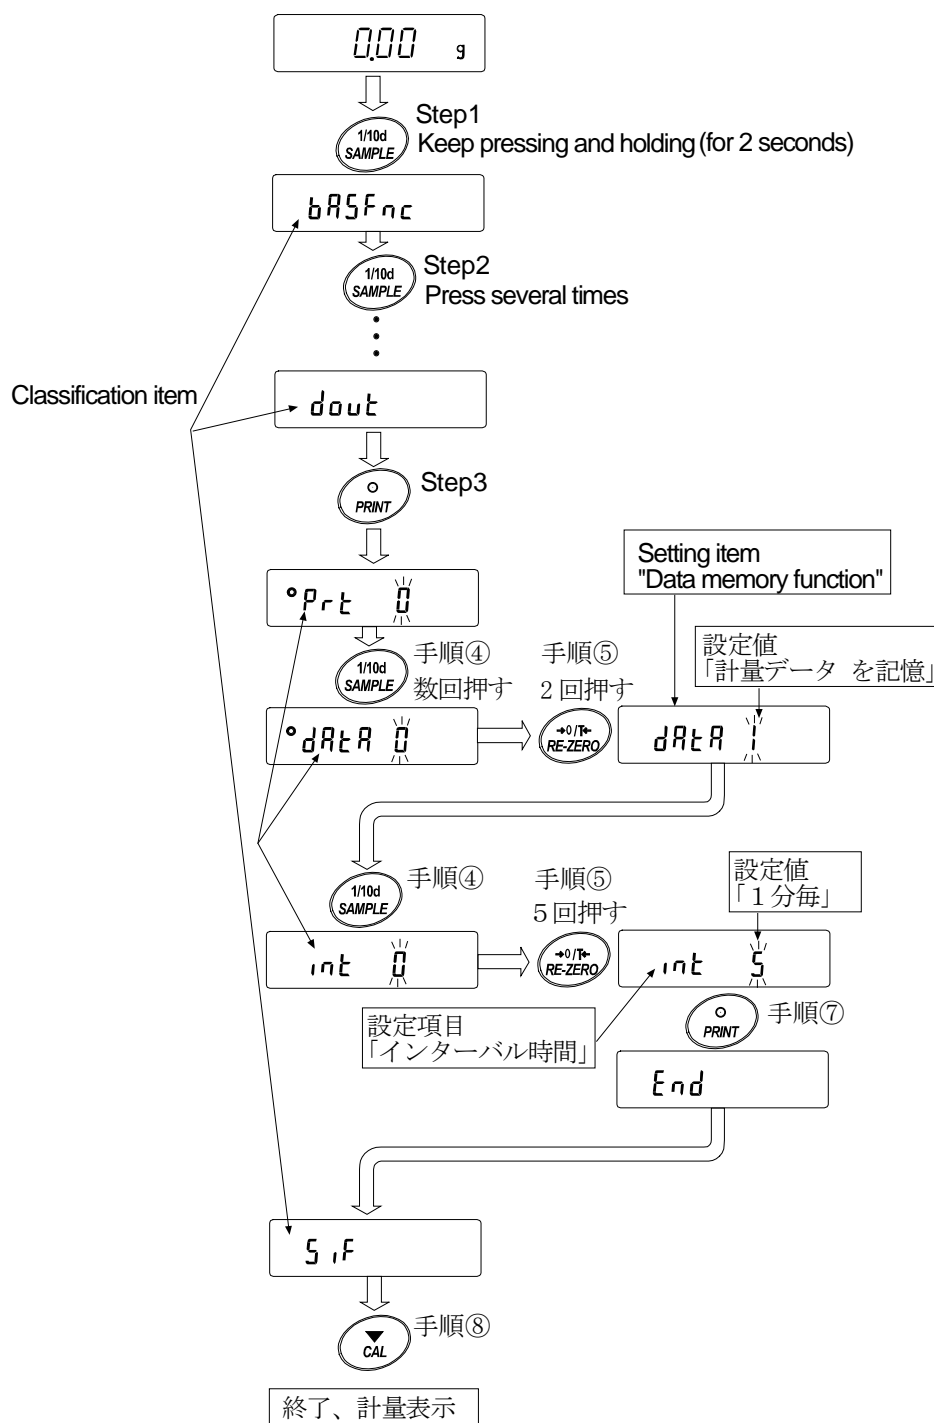 0.00 g
Step1
1/10d
SAMPLE
Keep pressing and holding (for 2 seconds)
bASFnc
Step2
1/10d
SAMPLE
Press several times
Classification item
dout
Step3
PRINT
Setting item
"Data memory function"
Prt 0
設定値
「計量データ を記憶」
手順④
数回押す
1/10d
SAMPLE
手順⑤
２回押す
dAtA 0
→0/T←
RE-ZERO
dAtA 1
手順④
1/10d
SAMPLE
手順⑤
５回押す
設定値
「１分毎」
int 0
→0/T←
RE-ZERO
int 5
設定項目
「インターバル時間」
PRINT
手順⑦
End
SiF
手順⑧
CAL
終了、計量表示